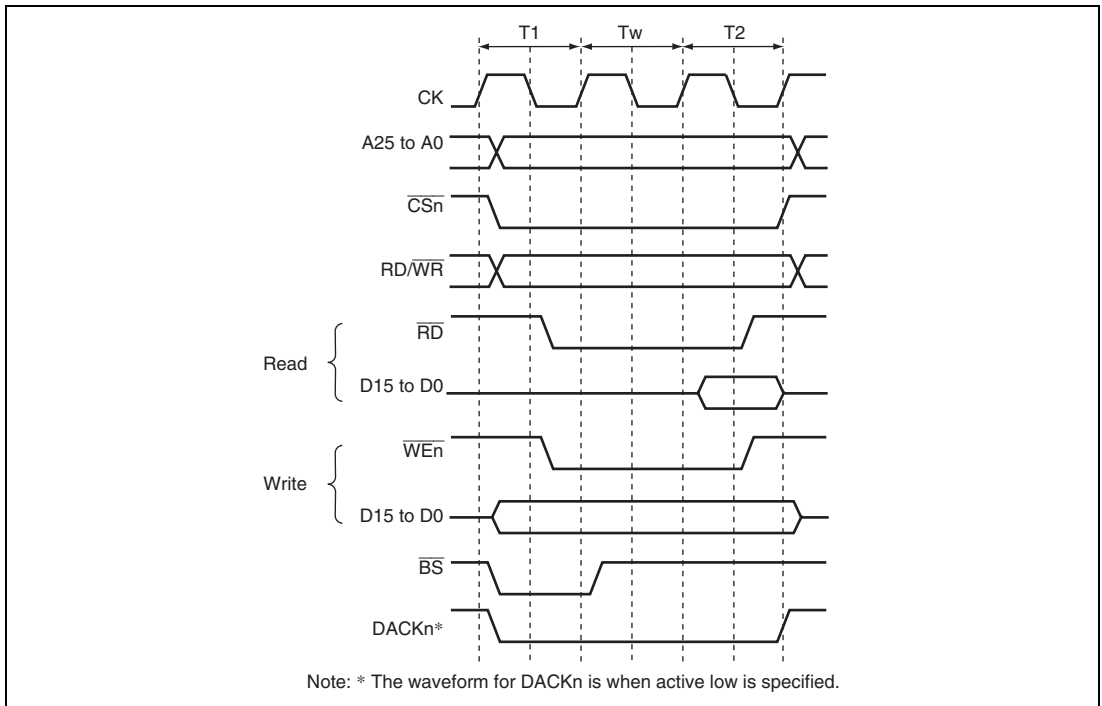 T1 Tw T2
CK
A25 to A0
CSn
RD/WR
RD
Read
D15 to D0
WEn
Write
D15 to D0
BS
DACKn*
Note: * The waveform for DACKn is when active low is specified.